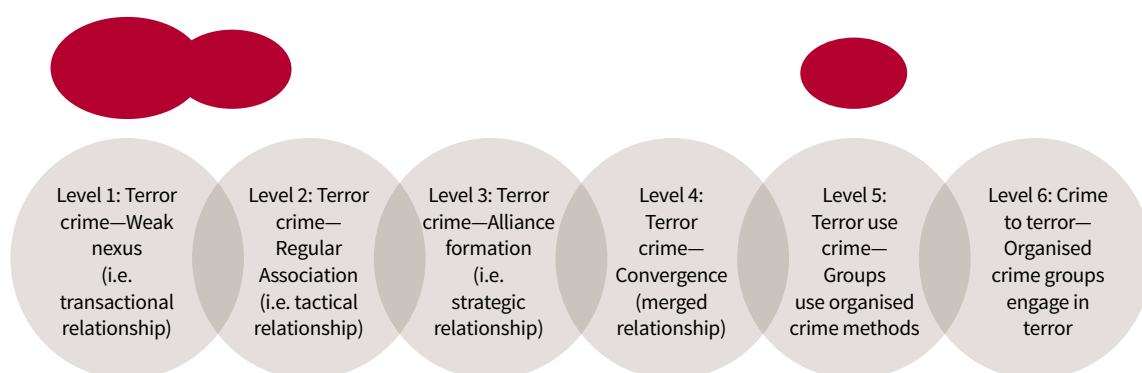 Level 1: Terror
crime—Weak
nexus
(i.e.
transactional
relationship)
Level 2: Terror
crime—
Regular
Association
(i.e. tactical
relationship)
Level 3: Terror
crime—Alliance
formation
(i.e.
strategic
relationship)
Level 4:
Terror
crime—
Convergence
(merged
relationship)
Level 5:
Terror use
crime—
Groups
use organised
crime methods
Level 6: Crime
to terror—
Organised
crime groups
engage in
terror